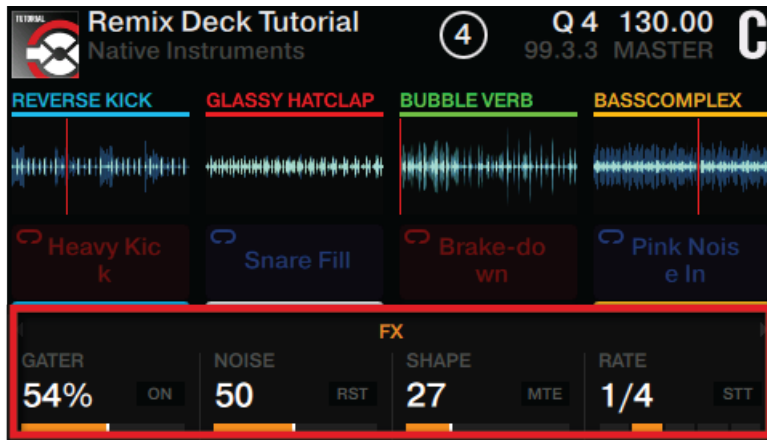 TUTORIAL
Remix Deck Tutorial
Native Instruments
4
Q 4 130.00
99.3.3 MASTER
C
REVERSE KICK GLASSY HATCLAP BUBBLE VERB BASSCOMPLEX
Heavy Kic
k
Snare Fill
Brake-do
wn
Pink Nois
e In
FX
GATER NOISE SHAPE RATE
54% ON 50 RST 27 MTE 1/4 STT